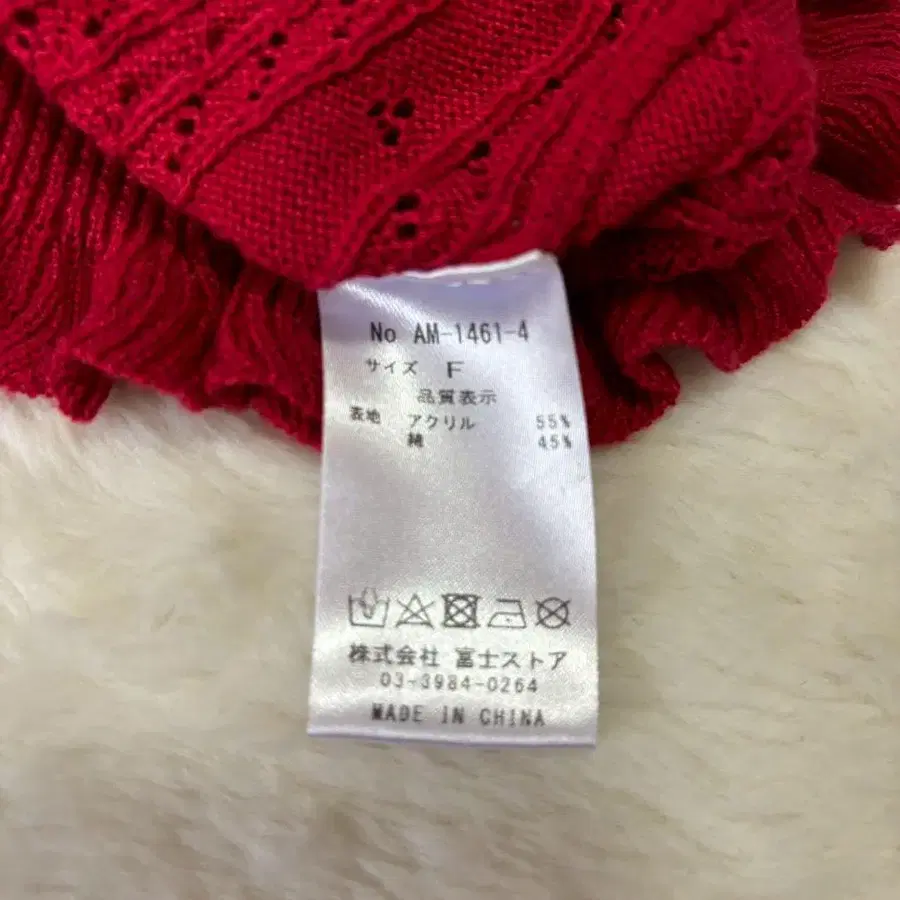 No AM-1461-4
サイズ F
品質表示
表地 アクリル 55%
綿 45%
株式会社 富士ストア
03-3984-0264
MADE IN CHINA